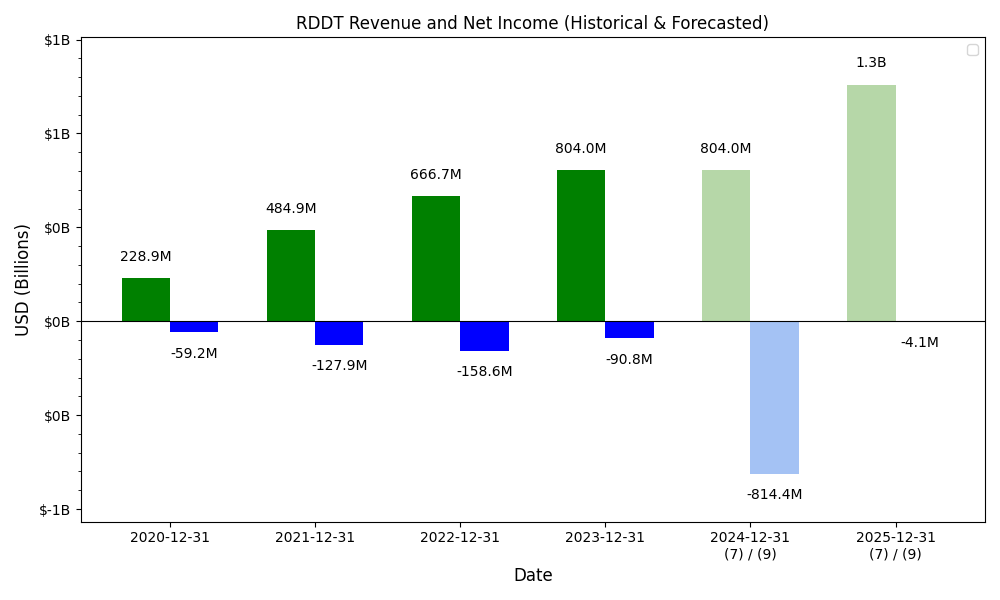 RDDT Revenue and Net Income (Historical & Forecasted)
$1B
1.3B
$1B
804.0M
804.0M
666.7M
484.9M
$0B
228.9M
USD (Billions)
$0B
-4.1M
-59.2M
-90.8M
-127.9M
-158.6M
$0B
-814.4M
$-1B
2020-12-31
2021-12-31
2022-12-31
2023-12-31
2024-12-31
2025-12-31
(7) / (9)
(7) / (9)
Date